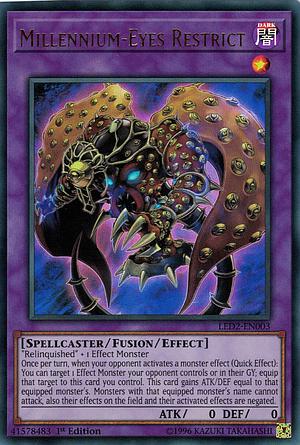 MILLENNIUM-EYES RESTRICT
DARK
闇
LED2-EN003
[SPELLCASTER/FUSION/EFFECT]
"Relinquished" + 1 Effect Monster
Once per turn, when your opponent activates a monster effect (Quick Effect):
You can target 1 Effect Monster your opponent controls or in their GY; equip
that target to this card you control. This card gains ATK/DEF equal to that
equipped monster's. Monsters with that equipped monster's name cannot
attack, also their effects on the field and their activated effects are negated.
ATK/ 0 DEF/ 0
41578483 1st Edition ©1996 KAZUKI TAKAHASHI